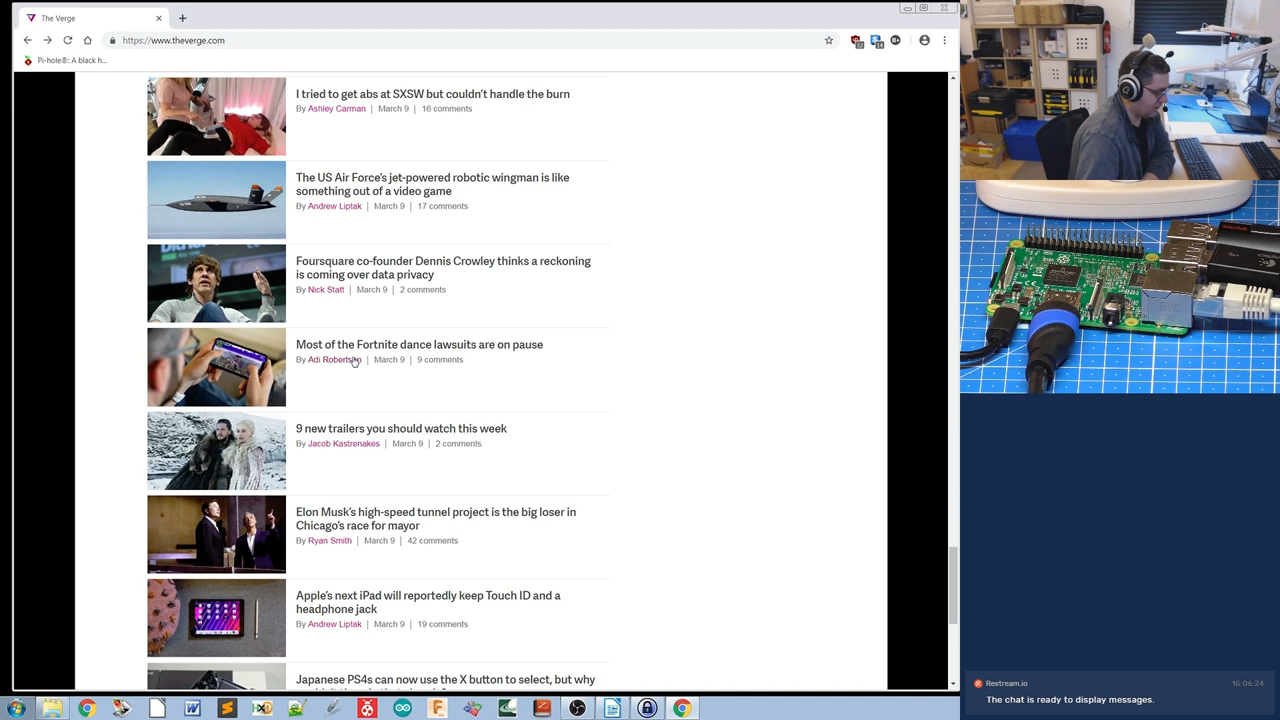 The Verge
https://www.theverge.com
Pi-hole®: A black h...
I tried to get abs at SXSW but couldn't handle the burn
By Ashley Carman | March 9 | 16 comments
The US Air Force's jet-powered robotic wingman is like
something out of a video game
By Andrew Liptak | March 9 | 17 comments
Foursquare co-founder Dennis Crowley thinks a reckoning
is coming over data privacy
By Nick Statt | March 9 | 2 comments
Most of the Fortnite dance lawsuits are on pause
By Adi Robertson | March 9 | 9 comments
9 new trailers you should watch this week
By Jacob Kastrenakes | March 9 | 2 comments
Elon Musk's high-speed tunnel project is the big loser in
Chicago's race for mayor
By Ryan Smith | March 9 | 42 comments
Apple's next iPad will reportedly keep Touch ID and a
headphone jack
By Andrew Liptak | March 9 | 19 comments
Japanese PS4s can now use the X button to select, but why
Restream.io
15:06:24
The chat is ready to display messages.